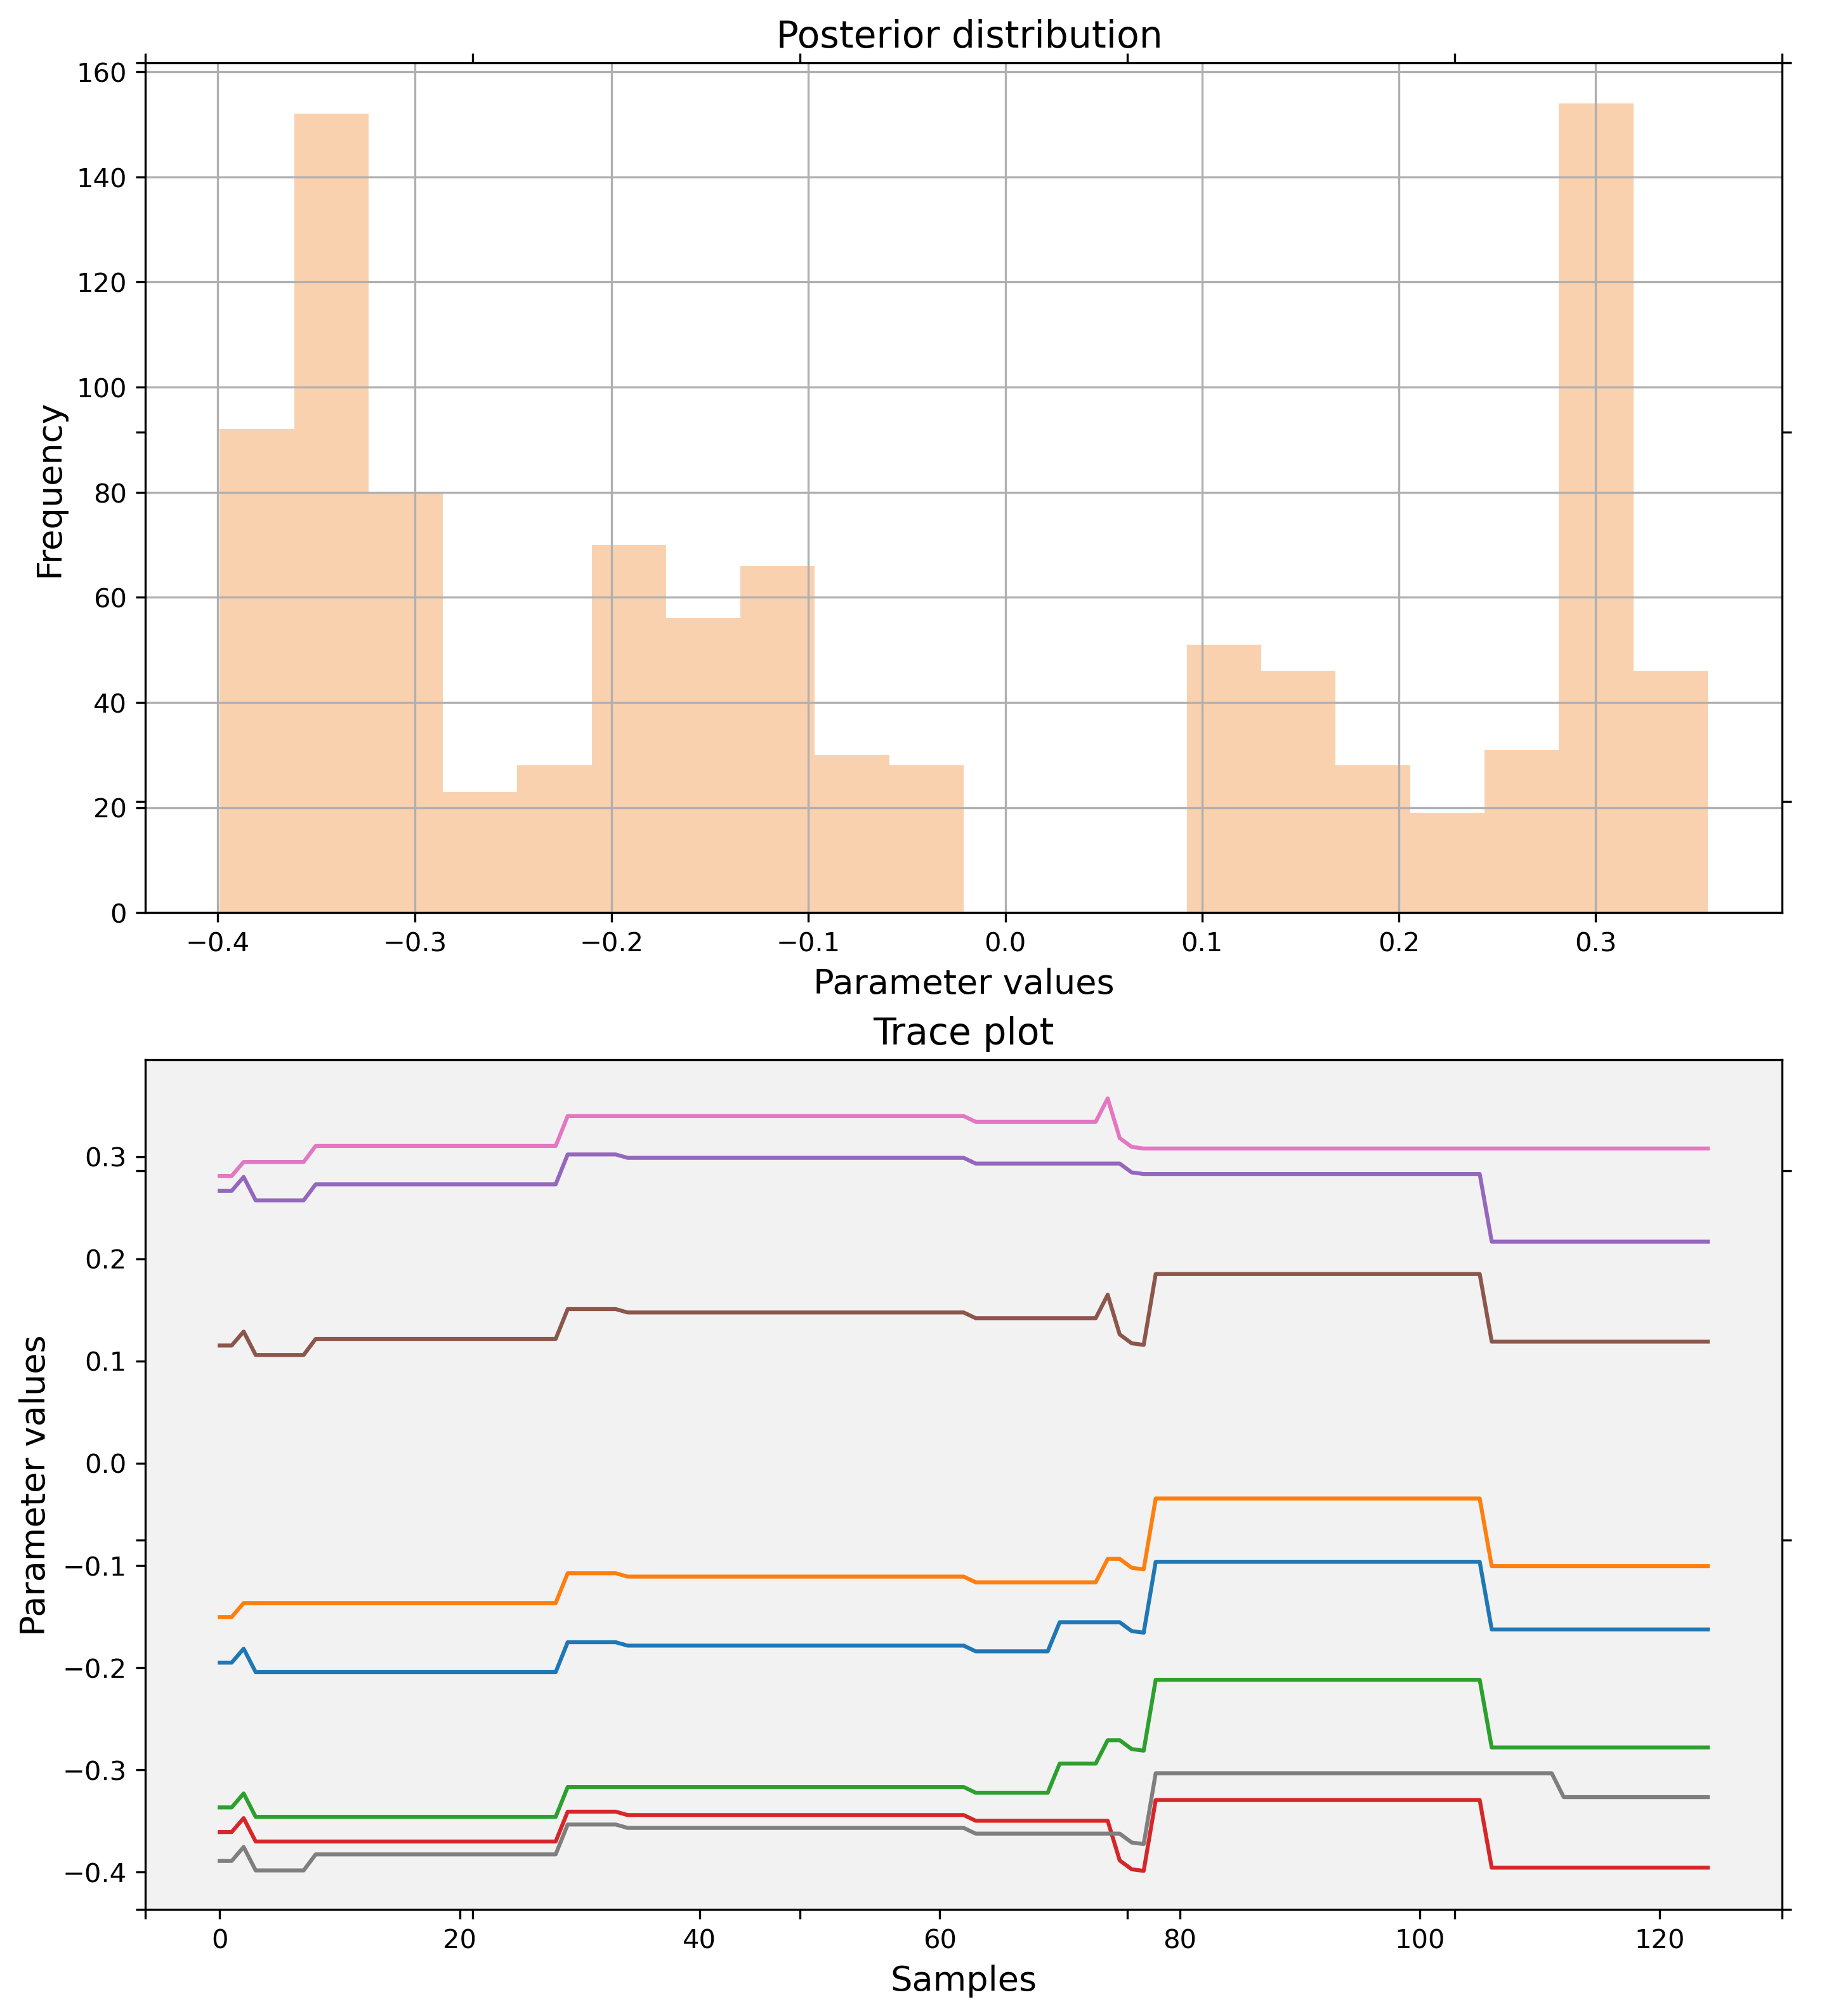 Posterior distribution
160
140
120
100
80
60
40
20
0
Frequency
−0.4 −0.3 −0.2 −0.1 0.0 0.1 0.2 0.3
Parameter values
Trace plot
0.3
0.2
0.1
0.0
−0.1
−0.2
−0.3
−0.4
Parameter values
0 20 40 60 80 100 120
Samples